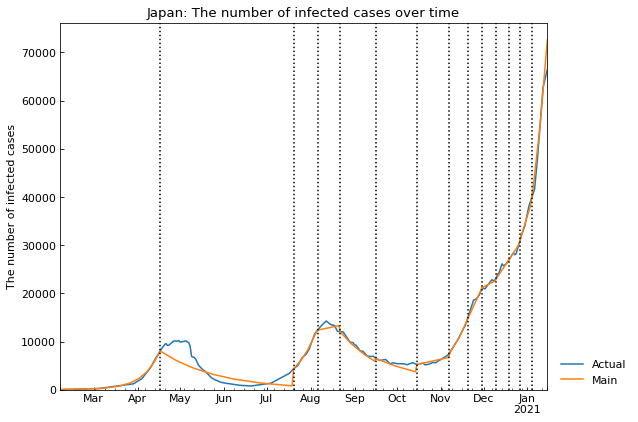 Japan: The number of infected cases over time
The number of infected cases
70000
60000
50000
40000
30000
20000
10000
0
Mar Apr May Jun Jul Aug Sep Oct Nov Dec Jan
2021
Actual
Main